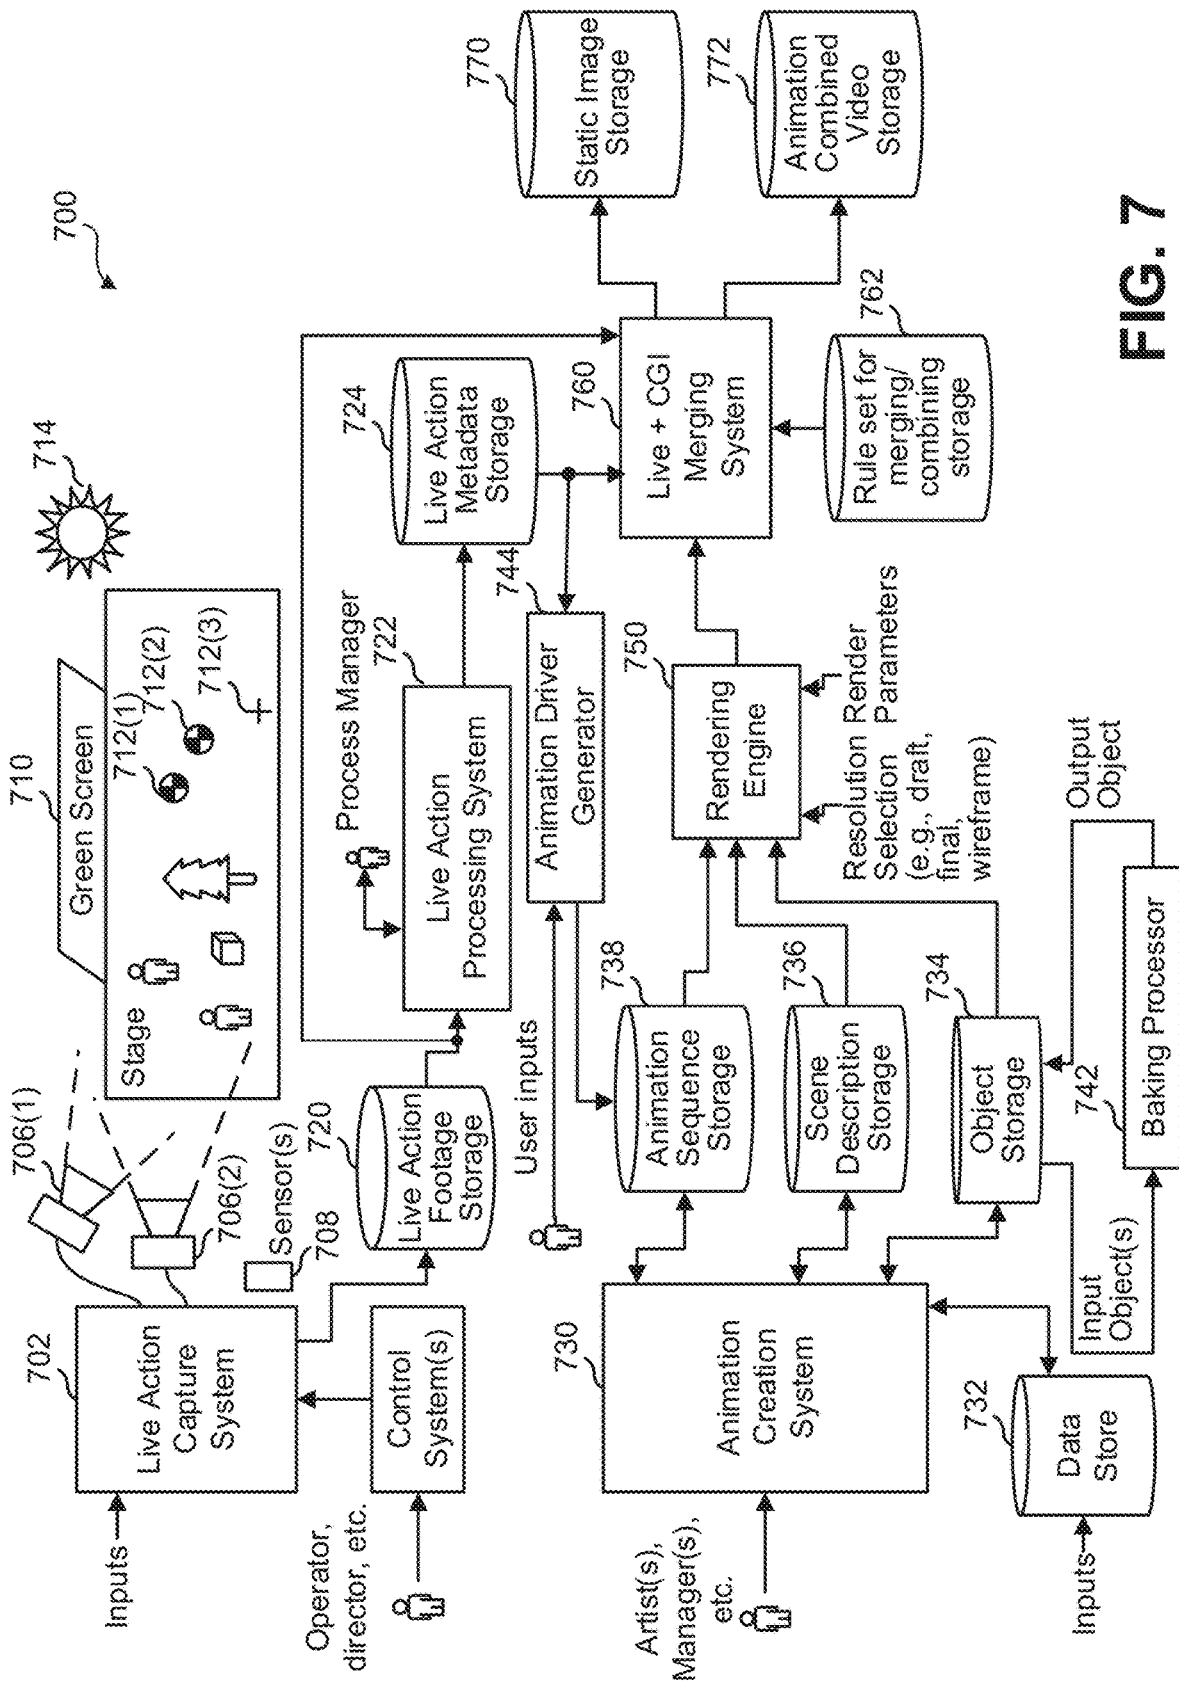 700
710
714
Green Screen
706(1)
Stage
712(1)
712(2)
712(3)
706(2)
702
Live Action
Capture
System
Inputs
Sensor(s)
708
Control
System(s)
Operator,
director, etc.
720
Live Action
Footage
Storage
Process Manager
722
Live Action
Processing System
724
Live Action
Metadata
Storage
User inputs
744
Animation Driver
Generator
760
Live + CGI
Merging
System
770
Static Image
Storage
772
Animation
Combined
Video
Storage
762
Rule set for
merging/
combining
storage
730
Animation
Creation
System
Artist(s),
Manager(s),
etc.
738
Animation
Sequence
Storage
736
Scene
Description
Storage
734
Object
Storage
750
Rendering
Engine
Resolution
Selection
(e.g., draft,
final,
wireframe)
Render
Parameters
732
Data
Store
Inputs
Input
Object(s)
742
Baking Processor
Output
Object
FIG. 7